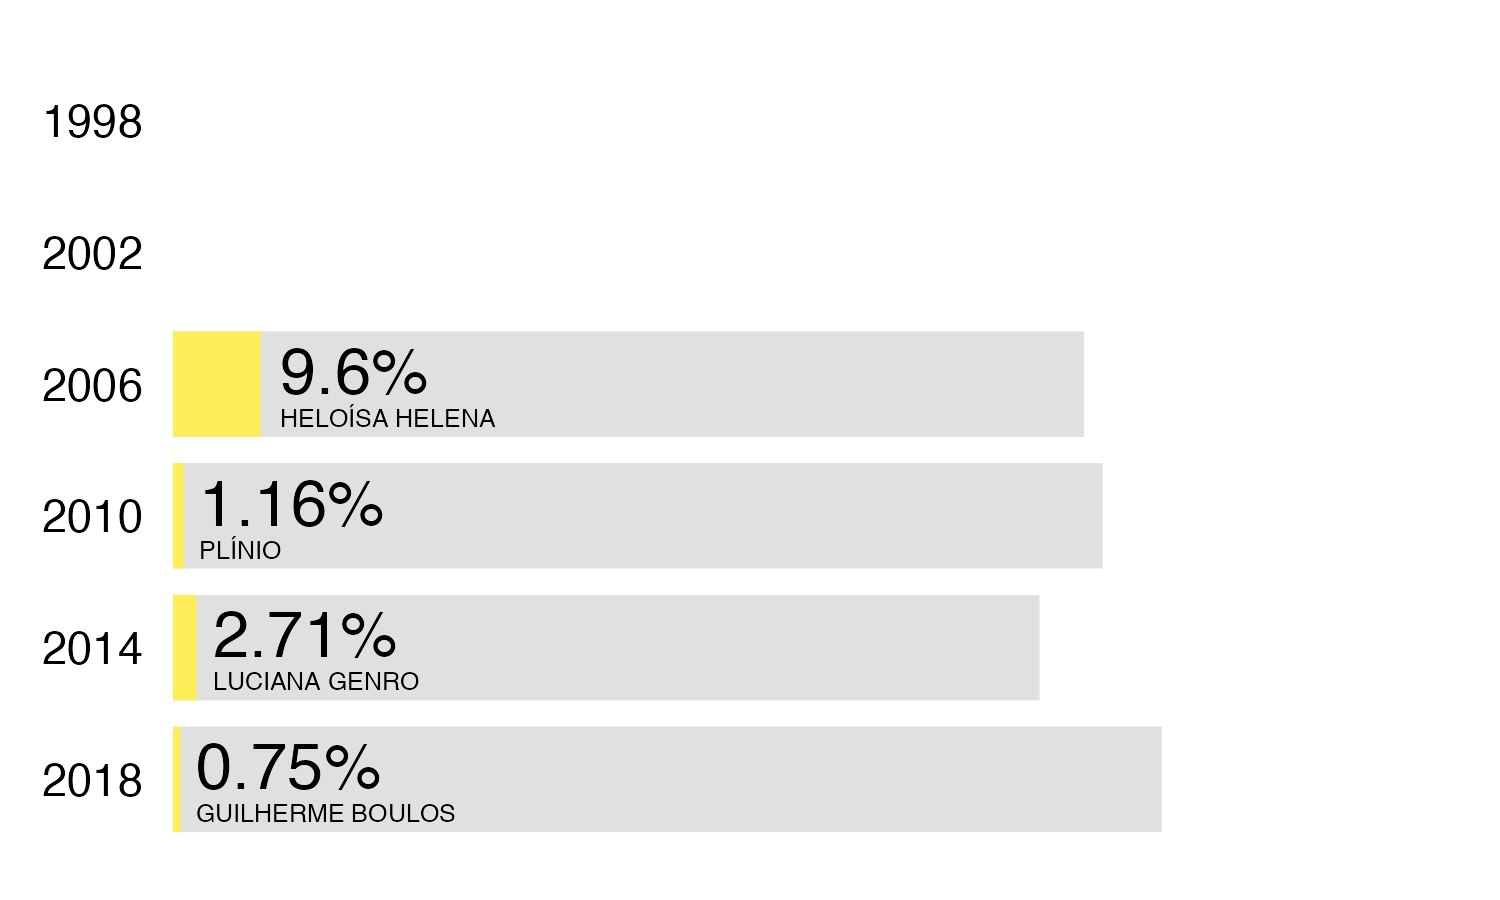 1998
2002
2006
9.6%
HELOÍSA HELENA
2010
1.16%
PLÍNIO
2014
2.71%
LUCIANA GENRO
2018
0.75%
GUILHERME BOULOS